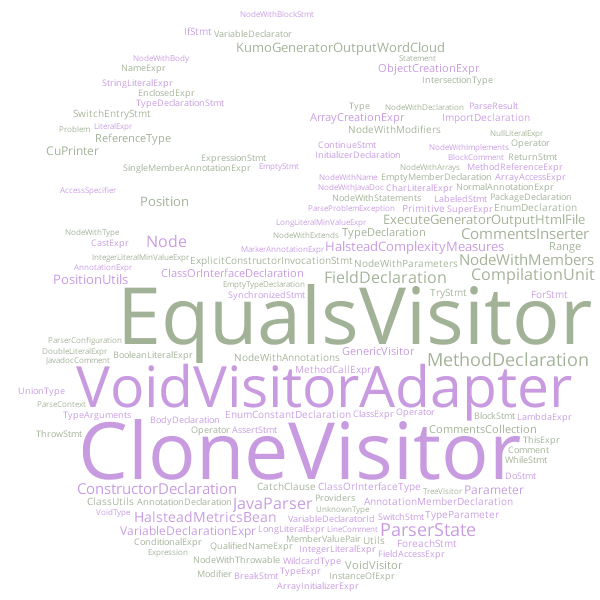 NodeWithBlockStmt
IfStmt VariableDeclarator
KumoGeneratorOutputWordCloud
NodeWithBody Statement
NameExpr ObjectCreationExpr
StringLiteralExpr IntersectionType
EnclosedExpr
TypeDeclarationStmt
SwitchEntryStmt Type NodeWithDeclaration ParseResult
ArrayCreationExpr ImportDeclaration
Problem LiteralExpr NodeWithModifiers NullLiteralExpr
ReferenceType Operator
CuPrinter ContinueStmt NodeWithImplements ReturnStmt
ExpressionStmt InitializerDeclaration BlockComment
SingleMemberAnnotationExpr EmptyStmt NodeWithArrays MethodReferenceExpr
NodeWithName EmptyMemberDeclaration ArrayAccessExpr
AccessSpecifier NodeWithJavaDoc CharLiteralExpr NormalAnnotationExpr
Position NodeWithStatements LabeledStmt PackageDeclaration
ParseProblemException Primitive SuperExpr EnumDeclaration
LongLiteralMinValueExpr ExecuteGeneratorOutputHtmlFile
NodeWithType NodeWithExtends TypeDeclaration CommentsInserter
CastExpr Node MarkerAnnotationExpr HalsteadComplexityMeasures Range
IntegerLiteralMinValueExpr ExplicitConstructorInvocationStmt NodeWithParameters NodeWithMembers
AnnotationExpr ClassOrInterfaceDeclaration FieldDeclaration CompilationUnit
PositionUtils EmptyTypeDeclaration
SynchronizedStmt TryStmt ForStmt
EqualsVisitor
ParserConfiguration
DoubleLiteralExpr BooleanLiteralExpr GenericVisitor
JavadocComment NodeWithAnnotations MethodDeclaration
MethodCallExpr
VoidVisitorAdapter
UnionType
ParseContext
TypeArguments EnumConstantDeclaration ClassExpr Operator BlockStmt LambdaExpr
BodyDeclaration
ThrowStmt Operator AssertStmt CommentsCollection
ThisExpr
CloneVisitor
Comment
WhileStmt
DoStmt
ConstructorDeclaration CatchClause ClassOrInterfaceType TreeVisitor Parameter
ClassUtils AnnotationDeclaration JavaParser Providers AnnotationMemberDeclaration
VoidType HalsteadMetricsBean UnknownType SwitchStmt TypeParameter
VariableDeclaratorId
VariableDeclarationExpr LongLiteralExpr LineComment ParserState
ConditionalExpr MemberValuePair Utils ForeachStmt
Expression QualifiedNameExpr IntegerLiteralExpr FieldAccessExpr
NodeWithThrowable WildcardType VoidVisitor
Modifier BreakStmt TypeExpr InstanceOfExpr
ArrayInitializerExpr